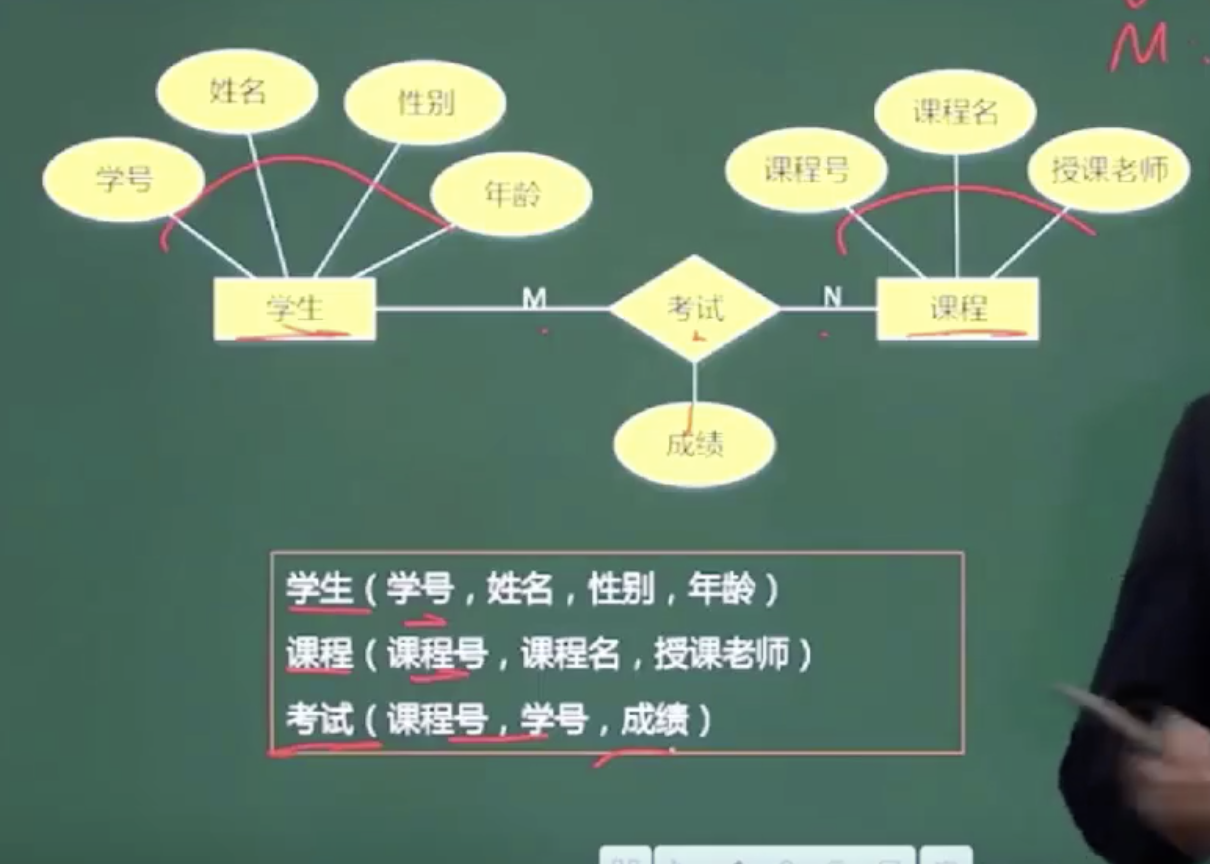 M
姓名
性别
课程名
学号
年龄
课程号
授课老师
学生
M
考试
N
课程
成绩
学生（学号，姓名，性别，年龄）
课程（课程号，课程名，授课老师）
考试（课程号，学号，成绩）